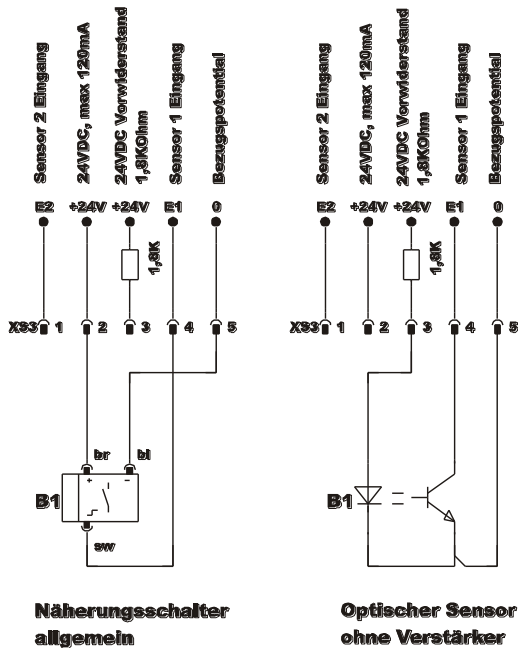 Sensor 2 Eingang
24VDC, max 120mA
24VDC Vorwiderstand
1,8KOhm
Sensor 1 Eingang
Bezugspotential
Sensor 2 Eingang
24VDC, max 120mA
24VDC Vorwiderstand
1,8KOhm
Sensor 1 Eingang
Bezugspotential
E2 +24V +24V E1 0
E2 +24V +24V E1 0
1,8K
1,8K
XS3 1 2 3 4 5
XS3 1 2 3 4 5
br bl
+ -
B1
B1
sw
Näherungsschalter
allgemein
Optischer Sensor
ohne Verstärker